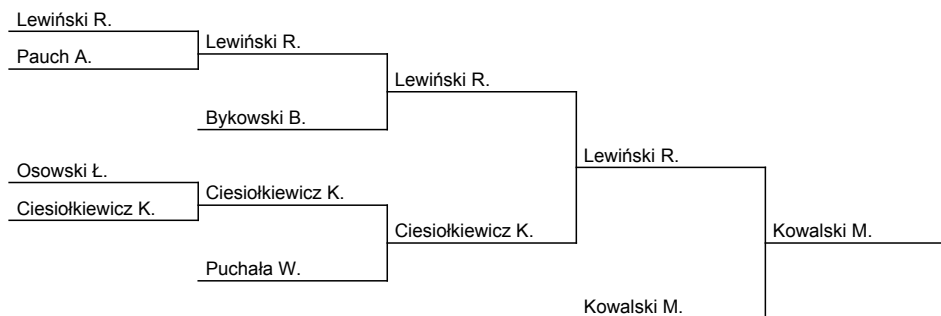 Lewiński R.
Pauch A.
Lewiński R.
Bykowski B.
Lewiński R.
Osowski Ł.
Ciesiołkiewicz K.
Ciesiołkiewicz K.
Puchała W.
Ciesiołkiewicz K.
Lewiński R.
Kowalski M.
Kowalski M.